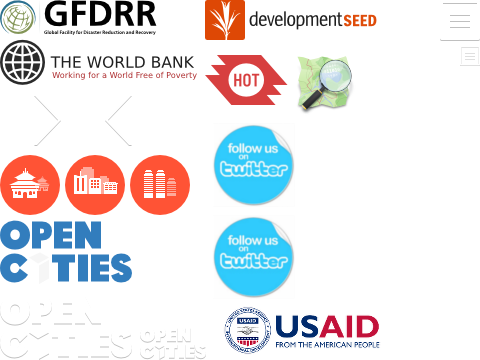 GFDRR
Global Facility for Disaster Reduction and Recovery
developmentSEED
THE WORLD BANK
Working for a World Free of Poverty
HOT
follow us
on
twitter
OPEN
CITIES
follow us
on
twitter
OPEN
CITIES
OPEN
CITIES
USAID
FROM THE AMERICAN PEOPLE